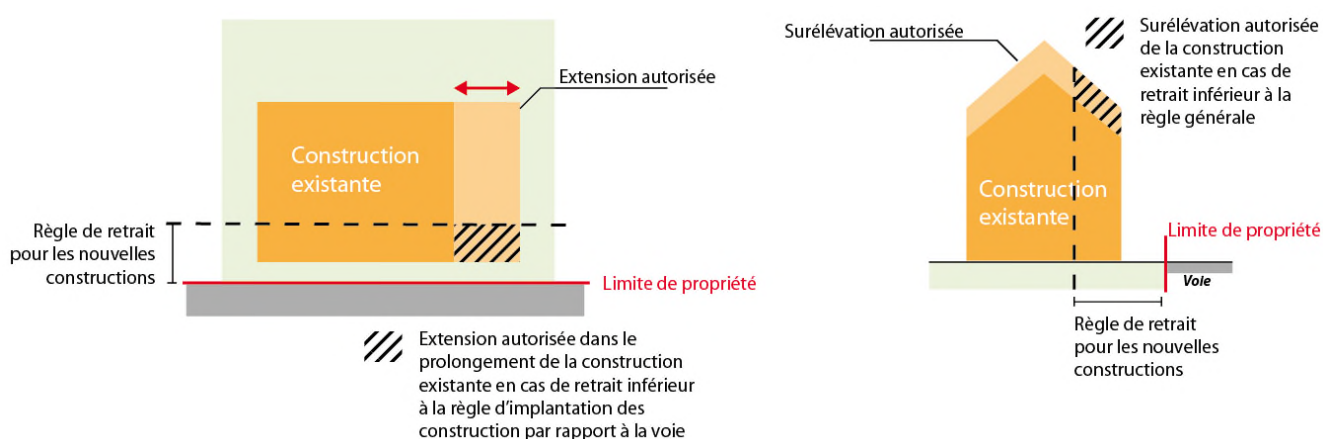 Extension autorisée
Construction
existante
Règle de retrait
pour les nouvelles
constructions
Limite de propriété
Extension autorisée dans le
prolongement de la construction
existante en cas de retrait inférieur
à la règle d'implantation des
construction par rapport à la voie
Surélévation autorisée
Surélévation autorisée
de la construction
existante en cas de
retrait inférieur à la
règle générale
Construction
existante
Limite de propriété
Voie
Règle de retrait
pour les nouvelles
constructions